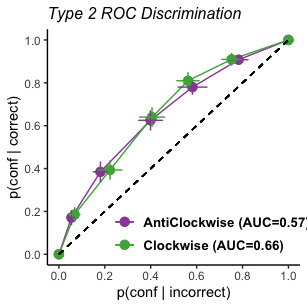 Type 2 ROC Discrimination
p(conf | correct)
1.0
0.8
0.6
0.4
0.2
0.0
AntiClockwise (AUC=0.57)
Clockwise (AUC=0.66)
0.0 0.2 0.4 0.6 0.8 1.0
p(conf | incorrect)